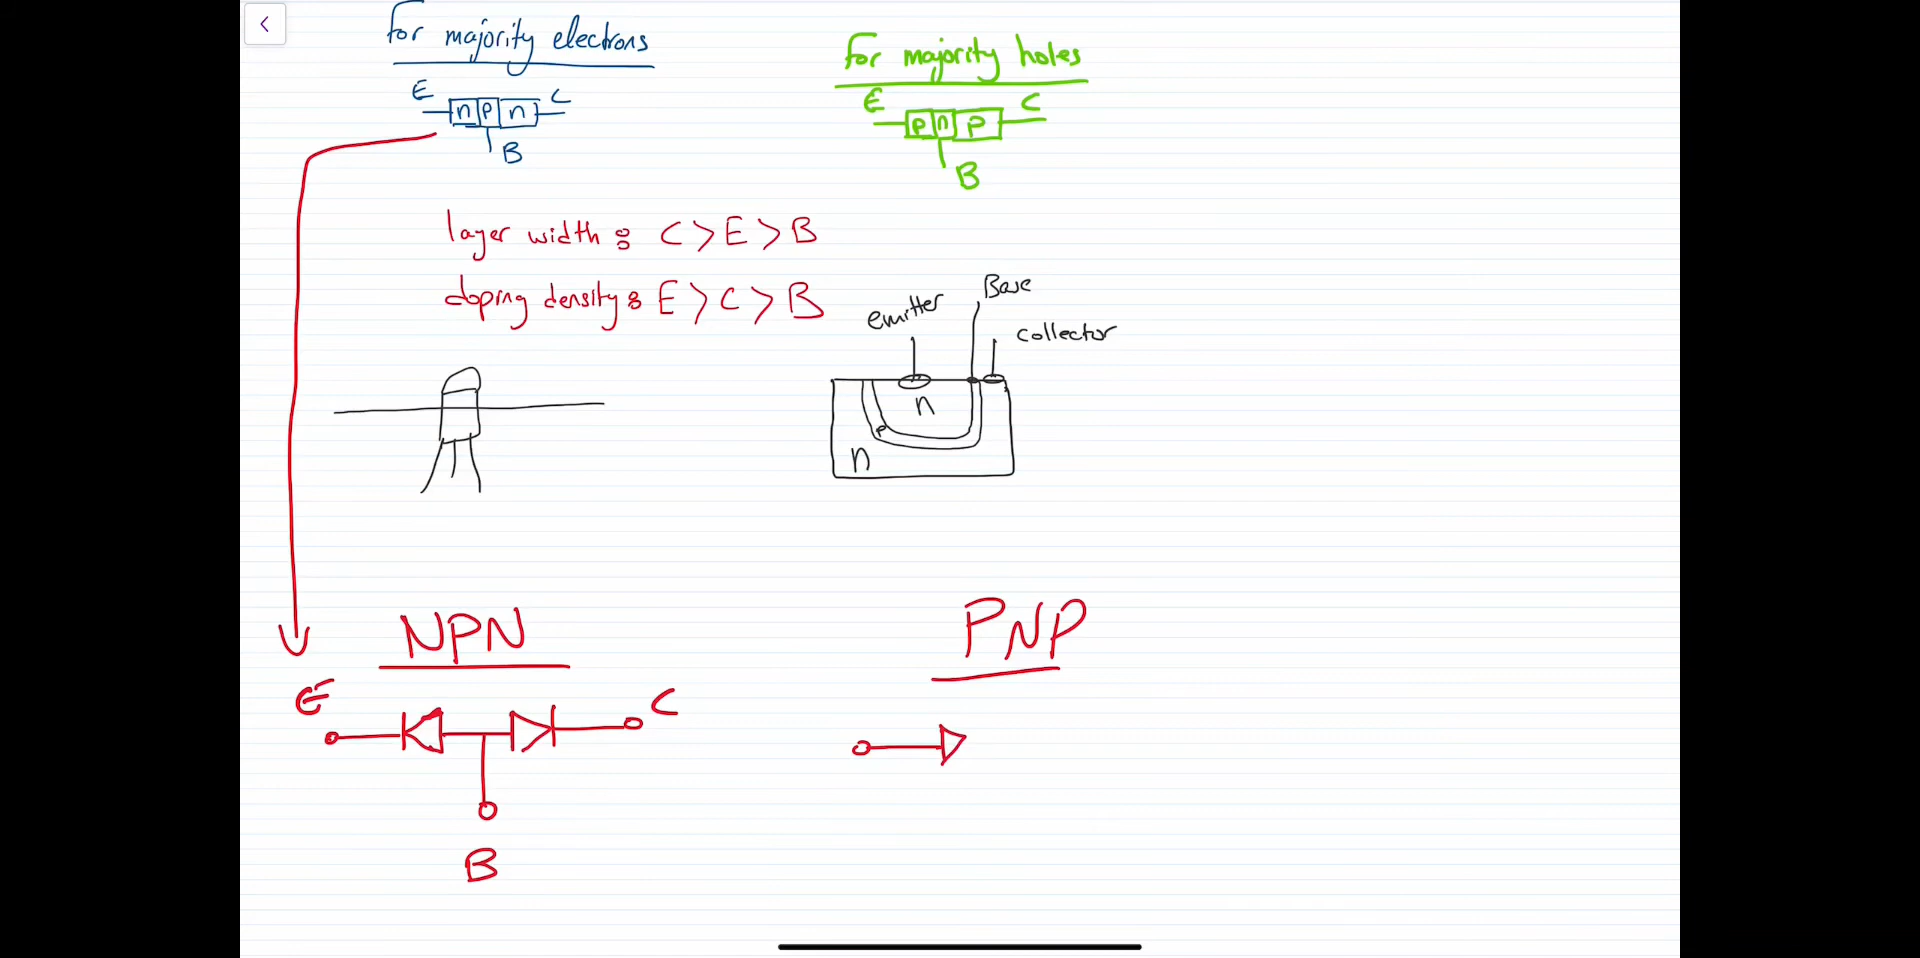 for majority electrons
for majority holes
E
n p n
C
B
E
p n p
C
B
layer width : C > E > B
doping density : E > C > B
emitter
Base
collector
n
p
n
NPN
PNP
E
C
B